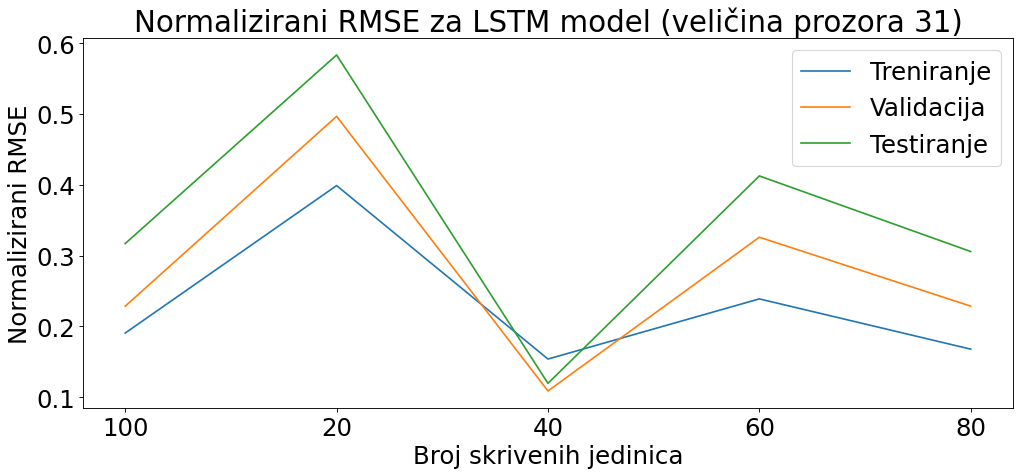 Normalizirani RMSE za LSTM model (veličina prozora 31)
Normalizirani RMSE
0.6
0.5
0.4
0.3
0.2
0.1
Treniranje
Validacija
Testiranje
100 20 40 60 80
Broj skrivenih jedinica